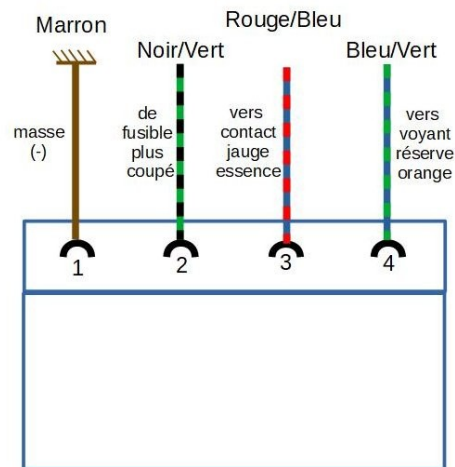 Marron
Noir/Vert
Rouge/Bleu
Bleu/Vert
masse
(-)
de
fusible
plus
coupé
vers
contact
jauge
essence
vers
voyant
réserve
orange
1
2
3
4